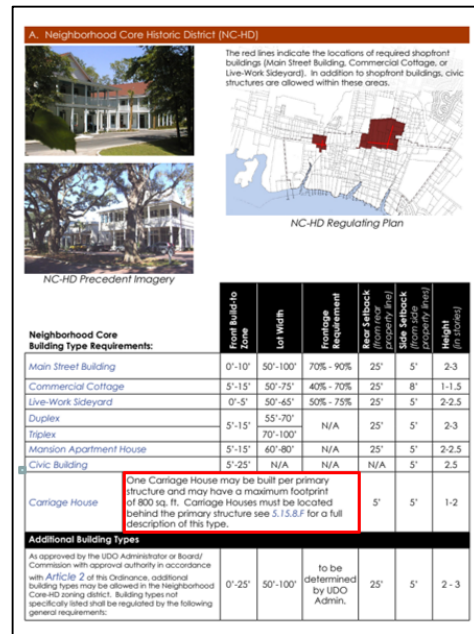 A. Neighborhood Core Historic District (NC-HD)
The red lines indicate the locations of required shopfront
buildings (Main Street Building, Commercial Cottage, or
Live-Work Sideyard). In addition to shopfront buildings, civic
structures are allowed within these areas.
NC-HD Regulating Plan
NC-HD Precedent Imagery
Neighborhood Core
Building Type Requirements:
Front Build-to
Zone
Lot Width
Frontage
Requirement
Rear Setback
(from rear
property line)
Side Setback
(from side
property lines)
Height
(in stories)
Main Street Building 0'-10' 50'-100' 70% - 90% 25' 5' 2-3
Commercial Cottage 5'-15' 50'-75' 40% - 70% 25' 8' 1-1.5
Live-Work Sideyard 0'-5' 50'-65' 50% - 75% 25' 5' 2-2.5
Duplex 5'-15' 55'-70' N/A 25' 5' 2-3
Triplex 70'-100'
Mansion Apartment House 5'-15' 60'-80' N/A 25' 5' 2-2.5
Civic Building 5'-25' N/A N/A N/A 5' 2.5
Carriage House
One Carriage House may be built per primary
structure and may have a maximum footprint
of 800 sq. ft. Carriage Houses must be located
behind the primary structure see 5.15.8.F for a full
description of this type.
5' 5' 1-2
Additional Building Types
As approved by the UDO Administrator or Board/
Commission with approval authority in accordance
with Article 2 of this Ordinance, additional
building types may be allowed in the Neighborhood
Core-HD zoning district. Building types not
specifically listed shall be regulated by the following
general requirements:
0'-25' 50'-100'
to be
determined
by UDO
Admin.
25' 5' 2 - 3